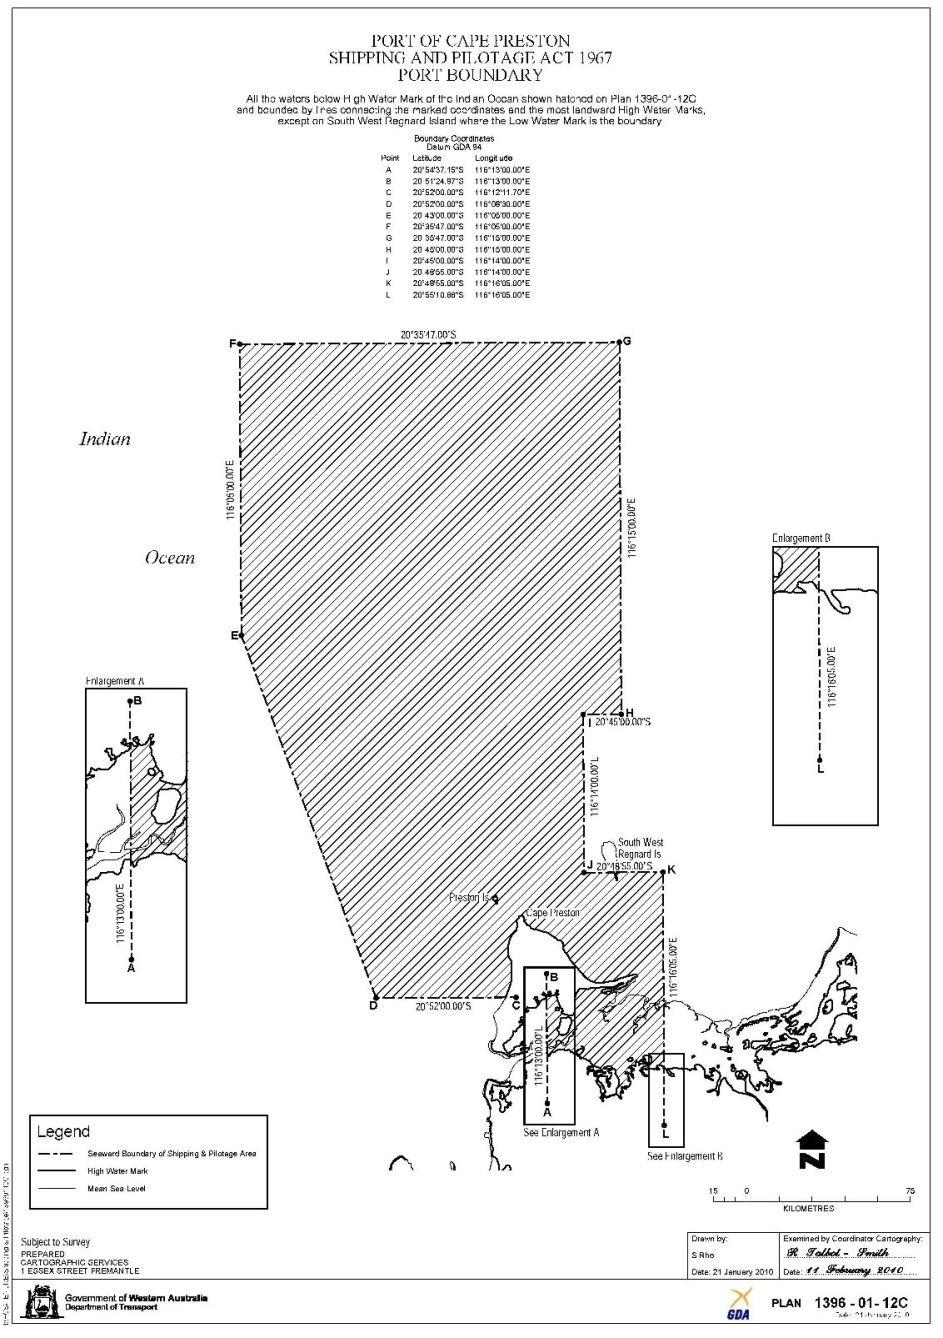 PORT OF CAPE PRESTON
SHIPPING AND PILOTAGE ACT 1967
PORT BOUNDARY
All the waters below High Water Mark of the Indian Ocean shown hatched on Plan 1396-01-12C
and bounded by lines connecting the marked coordinates and the most landward High Water Marks,
except on South West Regnard Island where the Low Water Mark is the boundary
Boundary Coordinates
Datum GDA 94
Point Latitude Longitude
A 20°54'37.15"S 116°13'00.00"E
B 20°51'24.97"S 116°13'00.00"E
C 20°52'00.00"S 116°12'11.70"E
D 20°52'00.00"S 116°08'30.00"E
E 20°43'00.00"S 116°05'00.00"E
F 20°35'47.00"S 116°05'00.00"E
G 20°35'47.00"S 116°15'00.00"E
H 20°45'00.00"S 116°15'00.00"E
I 20°45'00.00"S 116°14'00.00"E
J 20°48'55.00"S 116°14'00.00"E
K 20°48'55.00"S 116°16'05.00"E
L 20°55'10.88"S 116°16'05.00"E
20°35'47.00"S
F
G
Indian
116°05'00.00"E
116°15'00.00"E
Ocean
Enlargement B
116°16'05.00"E
L
E
Enlargement A
B
116°13'00.00"E
A
H
I
20°45'00.00"S
116°14'00.00"E
South West
Regnard Is
J
20°48'55.00"S
K
Preston Is
Cape Preston
116°16'05.00"E
B
D
20°52'00.00"S
C
116°13'00.00"E
A
See Enlargement A
L
See Enlargement B
Legend
Seaward Boundary of Shipping & Pilotage Area
High Water Mark
Mean Sea Level
N
15 0 75
KILOMETRES
Subject to Survey
PREPARED
CARTOGRAPHIC SERVICES
1 ESSEX STREET FREMANTLE
Drawn by:
S Rho
Date: 21 January 2010
Examined by Coordinator Cartography:
R Talbot - Smith
Date: 11 February 2010
Government of Western Australia
Department of Transport
GDA
PLAN 1396 - 01- 12C